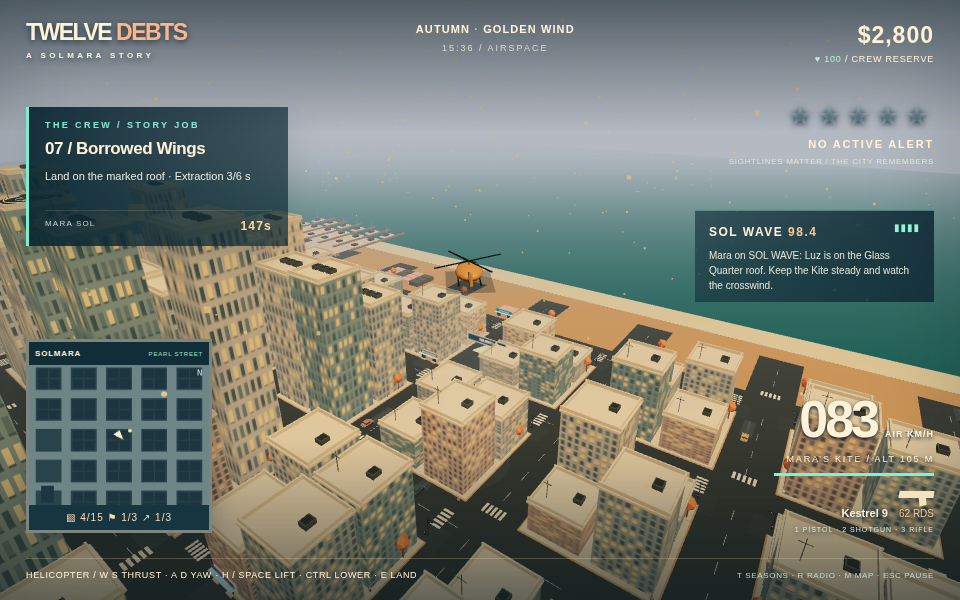 TWELVE DEBTS
A SOLMARA STORY
AUTUMN · GOLDEN WIND
15:36 / AIRSPACE
$2,800
♥ 100 / CREW RESERVE
NO ACTIVE ALERT
SIGHTLINES MATTER / THE CITY REMEMBERS
THE CREW / STORY JOB
07 / Borrowed Wings
Land on the marked roof · Extraction 3/6 s
MARA SOL
147s
SOL WAVE 98.4
Mara on SOL WAVE: Luz is on the Glass
Quarter roof. Keep the Kite steady and watch
the crosswind.
SOLMARA
PEARL STREET
N
▧ 4/15 ⚑ 1/3 ↗ 1/3
083 AIR KM/H
MARA'S KITE / ALT 105 M
Kestrel 9 62 RDS
1 PISTOL · 2 SHOTGUN · 3 RIFLE
HELICOPTER / W S THRUST · A D YAW · H / SPACE LIFT · CTRL LOWER · E LAND
T SEASONS · R RADIO · M MAP · ESC PAUSE